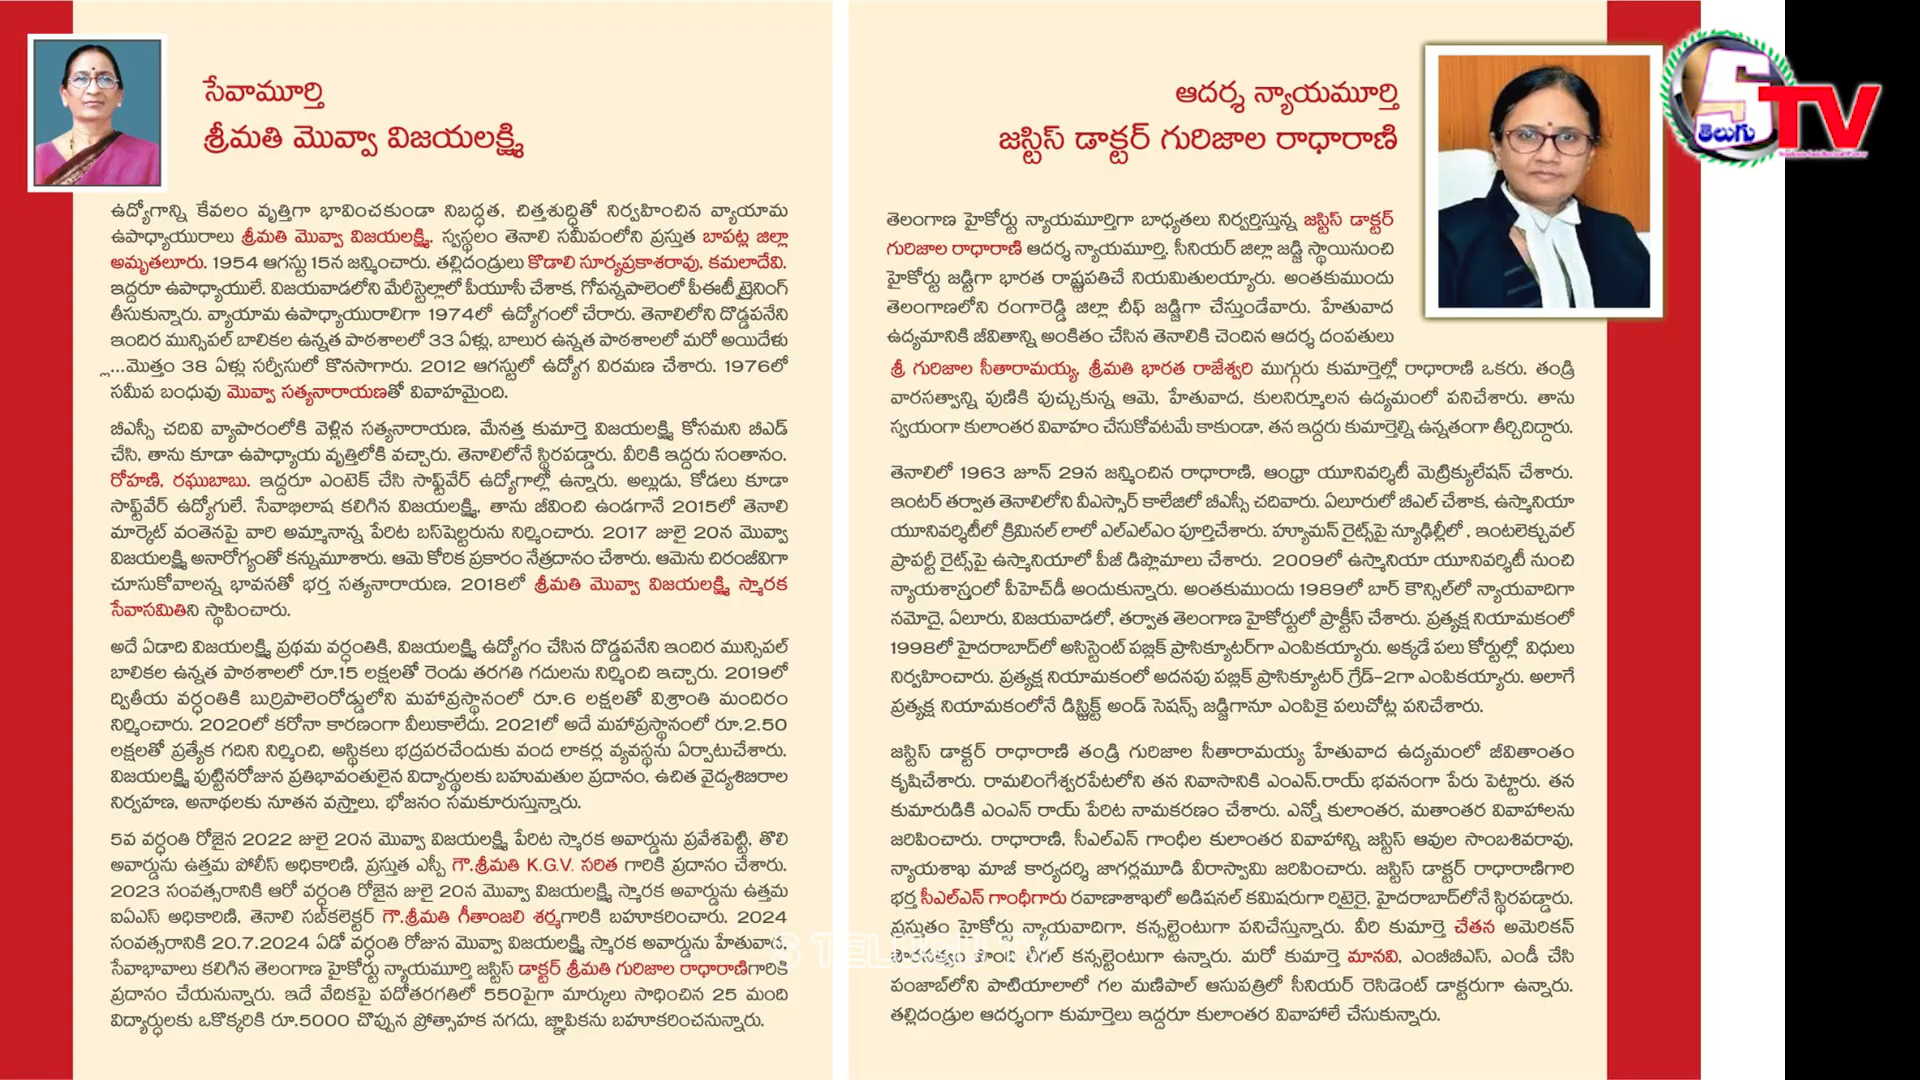 సేవామూర్తి
శ్రీమతి మొవ్వా విజయలక్ష్మి
ఉద్యోగాన్ని కేవలం వృత్తిగా భావించకుండా నిబద్ధత, చిత్తశుద్ధితో నిర్వహించిన వ్యాయామ
ఉపాధ్యాయురాలు శ్రీమతి మొవ్వా విజయలక్ష్మి. స్వస్థలం తెనాలి సమీపంలోని ప్రస్తుత బాపట్ల జిల్లా
అమృతలూరు. 1954 ఆగస్టు 15న జన్మించారు. తల్లిదండ్రులు కొడాలి సూర్యప్రకాశరావు, కమలాదేవి.
ఇద్దరూ ఉపాధ్యాయులే. విజయవాడలోని మేరీస్టెల్లాలో పీయూసీ చేశాక, గోపన్నపాలెంలో పీఈటీ ట్రైనింగ్
తీసుకున్నారు. వ్యాయామ ఉపాధ్యాయురాలిగా 1974లో ఉద్యోగంలో చేరారు. తెనాలిలోని దొడ్డపనేని
ఇందిర మున్సిపల్ బాలికల ఉన్నత పాఠశాలలో 33 ఏళ్లు, బాలుర ఉన్నత పాఠశాలలో మరో అయిదేళ్లు
...మొత్తం 38 ఏళ్లు సర్వీసులో కొనసాగారు. 2012 ఆగస్టులో ఉద్యోగ విరమణ చేశారు. 1976లో
సమీప బంధువు మొవ్వా సత్యనారాయణతో వివాహమైంది.
బీఎస్సీ చదివి వ్యాపారంలోకి వెళ్లిన సత్యనారాయణ, మేనత్త కుమార్తె విజయలక్ష్మి కోసమని బీఎడ్
చేసి, తాను కూడా ఉపాధ్యాయ వృత్తిలోకి వచ్చారు. తెనాలిలోనే స్థిరపడ్డారు. వీరికి ఇద్దరు సంతానం.
రోహణి, రఘుబాబు. ఇద్దరూ ఎంటెక్ చేసి సాఫ్ట్‌వేర్ ఉద్యోగాల్లో ఉన్నారు. అల్లుడు, కోడలు కూడా
సాఫ్ట్‌వేర్ ఉద్యోగులే. సేవాభిలాష కలిగిన విజయలక్ష్మి, తాను జీవించి ఉండగానే 2015లో తెనాలి
మార్కెట్ వంతెనపై వారి అమ్మానాన్న పేరిట బస్‌షెల్టరును నిర్మించారు. 2017 జులై 20న మొవ్వా
విజయలక్ష్మి అనారోగ్యంతో కన్నుమూశారు. ఆమె కోరిక ప్రకారం నేత్రదానం చేశారు. ఆమెను చిరంజీవిగా
చూసుకోవాలన్న భావనతో భర్త సత్యనారాయణ, 2018లో శ్రీమతి మొవ్వా విజయలక్ష్మి స్మారక
సేవాసమితిని స్థాపించారు.
అదే ఏడాది విజయలక్ష్మి ప్రథమ వర్ధంతికి, విజయలక్ష్మి ఉద్యోగం చేసిన దొడ్డపనేని ఇందిర మున్సిపల్
బాలికల ఉన్నత పాఠశాలలో రూ.15 లక్షలతో రెండు తరగతి గదులను నిర్మించి ఇచ్చారు. 2019లో
ద్వితీయ వర్ధంతికి బుర్రిపాలెంరోడ్డులోని మహాప్రస్థానంలో రూ.6 లక్షలతో విశ్రాంతి మందిరం
నిర్మించారు. 2020లో కరోనా కారణంగా వీలుకాలేదు. 2021లో అదే మహాప్రస్థానంలో రూ.2.50
లక్షలతో ప్రత్యేక గదిని నిర్మించి, అస్థికలు భద్రపరచేందుకు వంద లాకర్ల వ్యవస్థను ఏర్పాటుచేశారు.
విజయలక్ష్మి పుట్టినరోజున ప్రతిభావంతులైన విద్యార్థులకు బహుమతుల ప్రదానం, ఉచిత వైద్యశిబిరాల
నిర్వహణ, అనాథలకు నూతన వస్త్రాలు, భోజనం సమకూరుస్తున్నారు.
5వ వర్ధంతి రోజైన 2022 జులై 20న మొవ్వా విజయలక్ష్మి పేరిట స్మారక అవార్డును ప్రవేశపెట్టి, తొలి
అవార్డును ఉత్తమ పోలీస్ అధికారిణి, ప్రస్తుత ఎస్పీ గౌ.శ్రీమతి K.G.V. సరిత గారికి ప్రదానం చేశారు.
2023 సంవత్సరానికి ఆరో వర్ధంతి రోజైన జులై 20న మొవ్వా విజయలక్ష్మి స్మారక అవార్డును ఉత్తమ
ఐఏఎస్ అధికారిణి, తెనాలి సబ్‌కలెక్టర్ గౌ.శ్రీమతి గీతాంజలి శర్మగారికి బహూకరించారు. 2024
సంవత్సరానికి 20.7.2024 ఏడో వర్ధంతి రోజున మొవ్వా విజయలక్ష్మి స్మారక అవార్డును హేతువాద,
సేవాభావాలు కలిగిన తెలంగాణ హైకోర్టు న్యాయమూర్తి జస్టిస్ డాక్టర్ శ్రీమతి గురిజాల రాధారాణిగారికి
ప్రదానం చేయనున్నారు. ఇదే వేదికపై పదోతరగతిలో 550పైగా మార్కులు సాధించిన 25 మంది
విద్యార్థులకు ఒకొక్కరికి రూ.5000 చొప్పున ప్రోత్సాహక నగదు, జ్ఞాపికను బహూకరించనున్నారు.
ఆదర్శ న్యాయమూర్తి
జస్టిస్ డాక్టర్ గురిజాల రాధారాణి
తెలంగాణ హైకోర్టు న్యాయమూర్తిగా బాధ్యతలు నిర్వర్తిస్తున్న జస్టిస్ డాక్టర్
గురిజాల రాధారాణి ఆదర్శ న్యాయమూర్తి. సీనియర్ జిల్లా జడ్జి స్థాయినుంచి
హైకోర్టు జడ్జిగా భారత రాష్ట్రపతిచే నియమితులయ్యారు. అంతకుముందు
తెలంగాణలోని రంగారెడ్డి జిల్లా చీఫ్ జడ్జిగా చేస్తుండేవారు. హేతువాద
ఉద్యమానికి జీవితాన్ని అంకితం చేసిన తెనాలికి చెందిన ఆదర్శ దంపతులు
శ్రీ గురిజాల సీతారామయ్య, శ్రీమతి భారత రాజేశ్వరి ముగ్గురు కుమార్తెల్లో రాధారాణి ఒకరు. తండ్రి
వారసత్వాన్ని పుణికి పుచ్చుకున్న ఆమె, హేతువాద, కులనిర్మూలన ఉద్యమంలో పనిచేశారు. తాను
స్వయంగా కులాంతర వివాహం చేసుకోవటమే కాకుండా, తన ఇద్దరు కుమార్తెల్ని ఉన్నతంగా తీర్చిదిద్దారు.
తెనాలిలో 1963 జూన్ 29న జన్మించిన రాధారాణి, ఆంధ్రా యూనివర్శిటీ మెట్రిక్యులేషన్ చేశారు.
ఇంటర్ తర్వాత తెనాలిలోని వీఎస్సార్ కాలేజిలో బీఎస్సీ చదివారు. ఏలూరులో బీఎల్ చేశాక, ఉస్మానియా
యూనివర్శిటీలో క్రిమినల్ లాలో ఎల్ఎల్ఎం పూర్తిచేశారు. హ్యూమన్ రైట్స్‌పై న్యూఢిల్లీలో , ఇంటలెక్చువల్
ప్రాపర్టీ రైట్స్‌పై ఉస్మానియాలో పీజీ డిప్లొమాలు చేశారు. 2009లో ఉస్మానియా యూనివర్శిటీ నుంచి
న్యాయశాస్త్రంలో పీహెచ్‌డీ అందుకున్నారు. అంతకుముందు 1989లో బార్ కౌన్సిల్‌లో న్యాయవాదిగా
నమోదై, ఏలూరు, విజయవాడలో, తర్వాత తెలంగాణ హైకోర్టులో ప్రాక్టీస్ చేశారు. ప్రత్యక్ష నియామకంలో
1998లో హైదరాబాద్‌లో అసిస్టెంట్ పబ్లిక్ ప్రాసిక్యూటర్‌గా ఎంపికయ్యారు. అక్కడే పలు కోర్టుల్లో విధులు
నిర్వహించారు. ప్రత్యక్ష నియామకంలో అదనపు పబ్లిక్ ప్రాసిక్యూటర్ గ్రేడ్-2గా ఎంపికయ్యారు. అలాగే
ప్రత్యక్ష నియామకంలోనే డిస్ట్రిక్ట్ అండ్ సెషన్స్ జడ్జిగానూ ఎంపికై పలుచోట్ల పనిచేశారు.
జస్టిస్ డాక్టర్ రాధారాణి తండ్రి గురిజాల సీతారామయ్య హేతువాద ఉద్యమంలో జీవితాంతం
కృషిచేశారు. రామలింగేశ్వరపేటలోని తన నివాసానికి ఎంఎన్.రాయ్ భవనంగా పేరు పెట్టారు. తన
కుమారుడికి ఎంఎన్ రాయ్ పేరిట నామకరణం చేశారు. ఎన్నో కులాంతర, మతాంతర వివాహాలను
జరిపించారు. రాధారాణి, సీఎల్ఎన్ గాంధీల కులాంతర వివాహాన్ని జస్టిస్ ఆవుల సాంబశివరావు,
న్యాయశాఖ మాజీ కార్యదర్శి జాగర్లమూడి వీరాస్వామి జరిపించారు. జస్టిస్ డాక్టర్ రాధారాణిగారి
భర్త సీఎల్ఎన్ గాంధీగారు రవాణాశాఖలో అడిషనల్ కమిషరుగా రిటైరై, హైదరాబాద్‌లోనే స్థిరపడ్డారు.
ప్రస్తుతం హైకోర్టు న్యాయవాదిగా, కన్సల్టెంటుగా పనిచేస్తున్నారు. వీరి కుమార్తె చేతన అమెరికన్
లీగల్ కన్సల్టెంటుగా ఉన్నారు. మరో కుమార్తె మానవి, ఎంబీబీఎస్, ఎండీ చేసి
పంజాబ్‌లోని పాటియాలాలో గల మణిపాల్ ఆసుపత్రిలో సీనియర్ రెసిడెంట్ డాక్టరుగా ఉన్నారు.
తల్లిదండ్రుల ఆదర్శంగా కుమార్తెలు ఇద్దరూ కులాంతర వివాహాలే చేసుకున్నారు.
S తెలుగు TV
S TELUGU TV